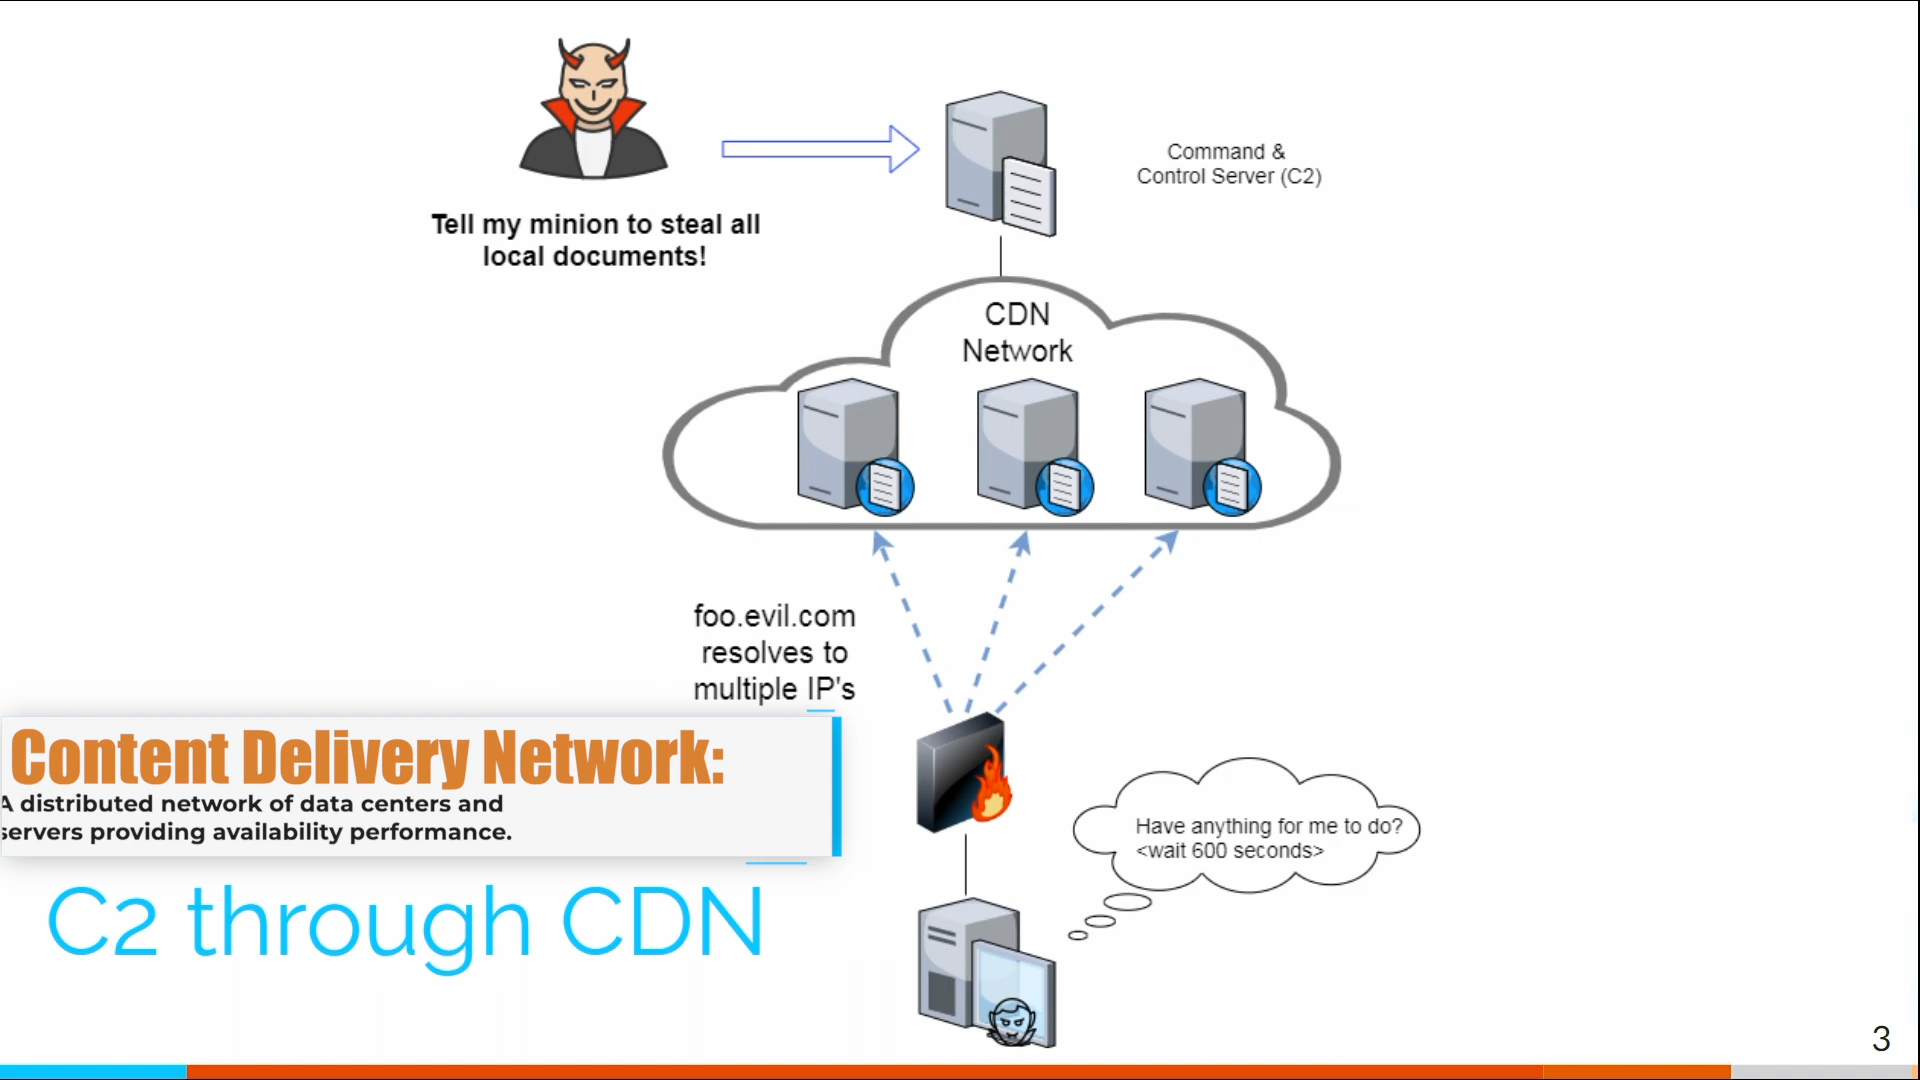 Tell my minion to steal all
local documents!
Command &
Control Server (C2)
CDN
Network
foo.evil.com
resolves to
multiple IP's
Content Delivery Network:
A distributed network of data centers and
servers providing availability performance.
Have anything for me to do?
<wait 600 seconds>
C2 through CDN
3